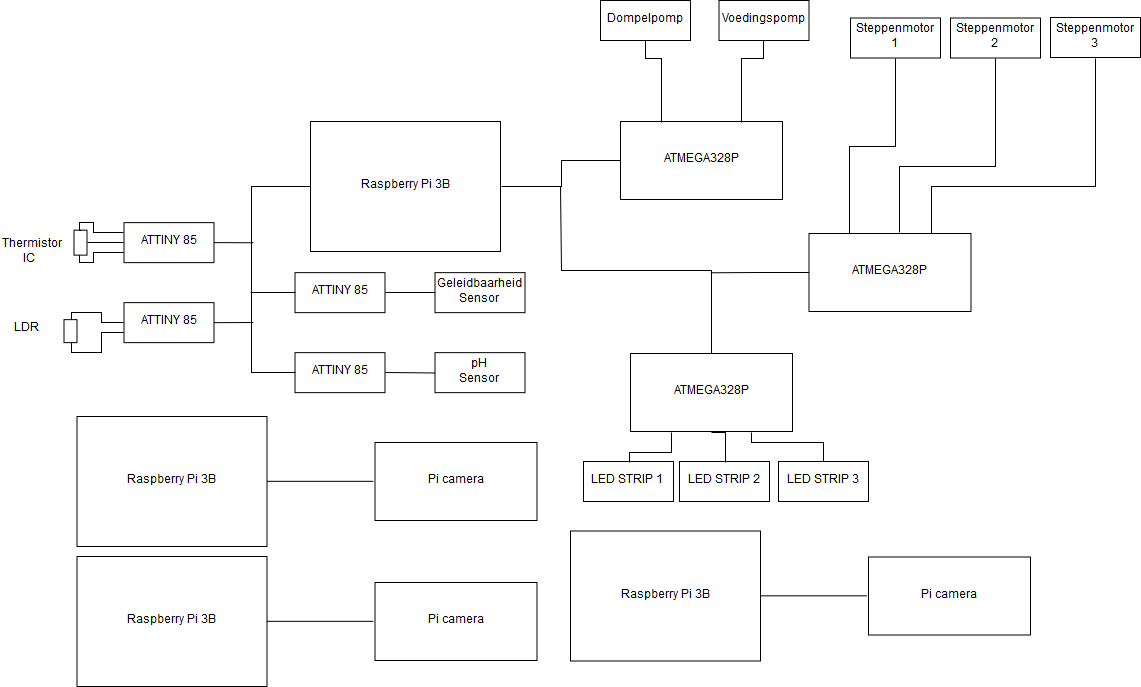 Dompelpomp
Voedingspomp
Steppenmotor
1
Steppenmotor
2
Steppenmotor
3
Raspberry Pi 3B
ATMEGA328P
Thermistor
IC
ATTINY 85
ATMEGA328P
ATTINY 85
Geleidbaarheid
Sensor
LDR
ATTINY 85
ATTINY 85
pH
Sensor
ATMEGA328P
Raspberry Pi 3B
Pi camera
LED STRIP 1
LED STRIP 2
LED STRIP 3
Raspberry Pi 3B
Pi camera
Raspberry Pi 3B
Pi camera